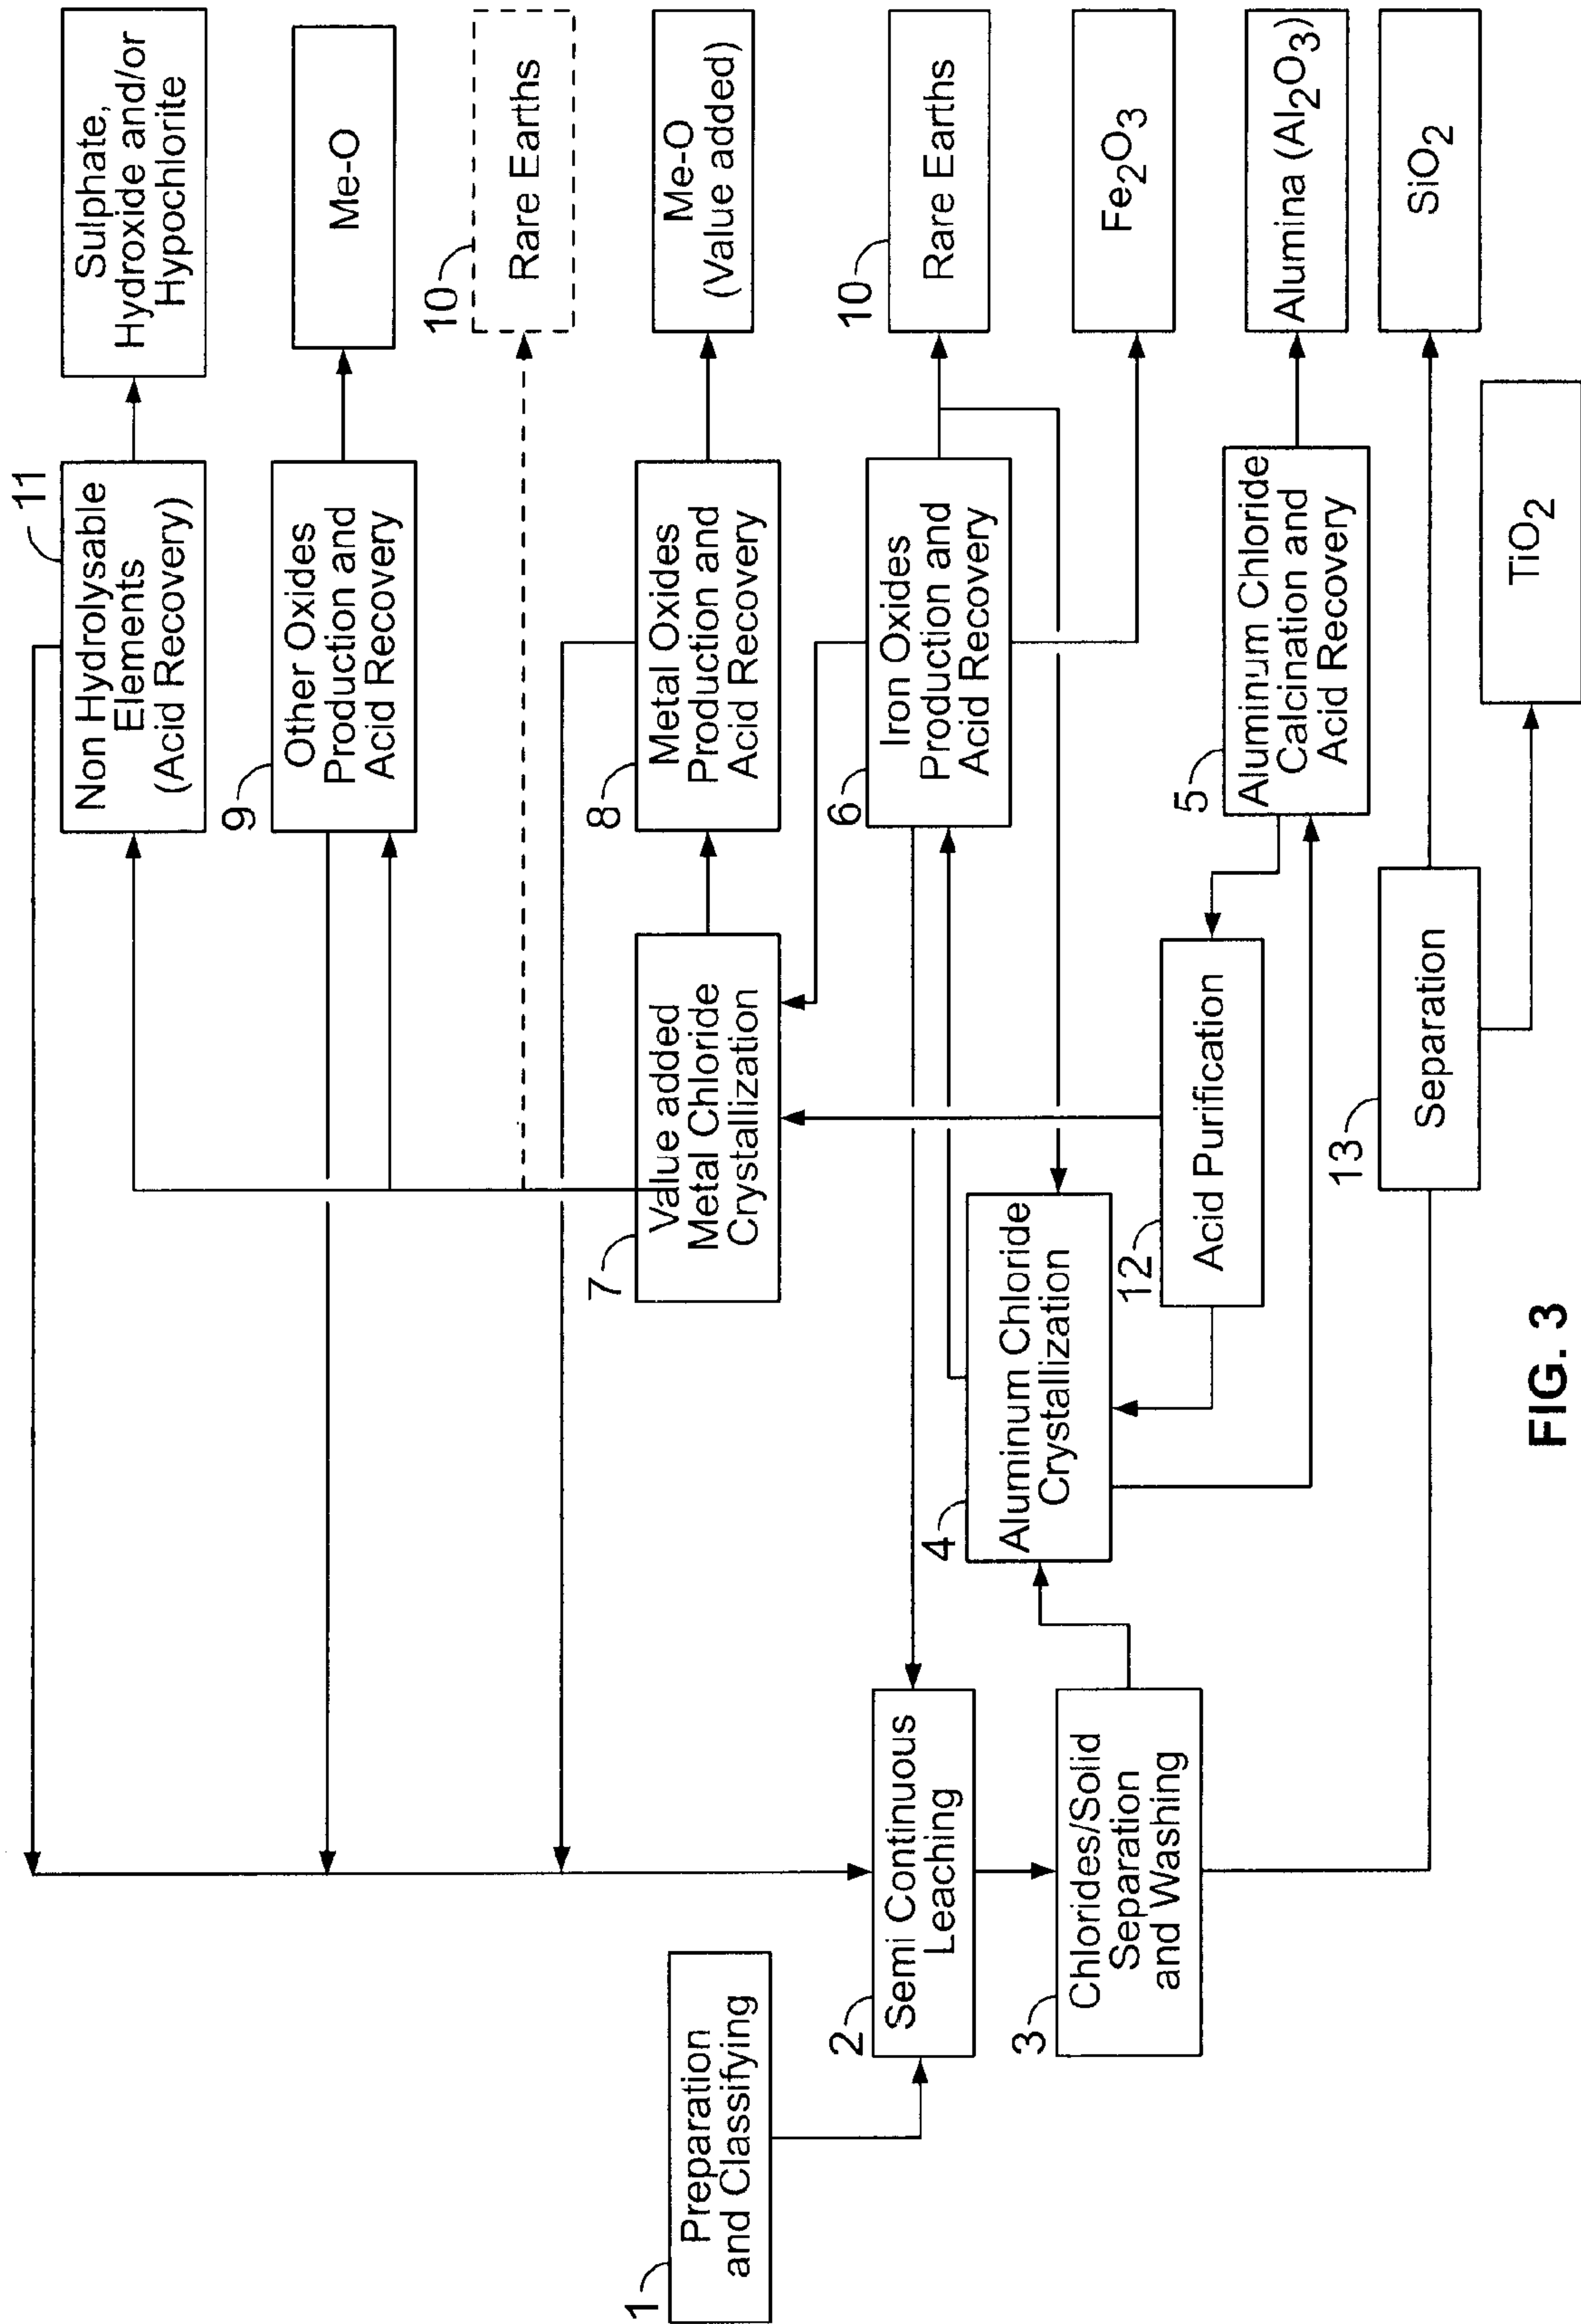 1
Preparation
and Classifying
2
Semi Continuous
Leaching
3
Chlorides/Solid
Separation
and Washing
4
Aluminum Chloride
Crystallization
12
Acid Purification
13
Separation
7
Value added
Metal Chloride
Crystallization
11
Non Hydrolysable
Elements
(Acid Recovery)
9
Other Oxides
Production and
Acid Recovery
8
Metal Oxides
Production and
Acid Recovery
6
Iron Oxides
Production and
Acid Recovery
5
Aluminum Chloride
Calcination and
Acid Recovery
Sulphate,
Hydroxide and/or
Hypochlorite
Me-O
10
Rare Earths
Me-O
(Value added)
10
Rare Earths
Fe2O3
Alumina (Al2O3)
SiO2
TiO2
FIG. 3